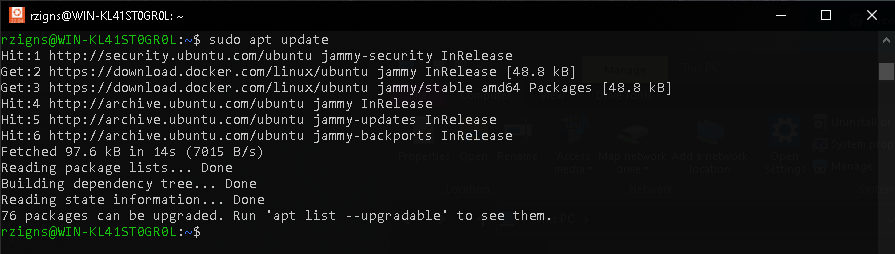 rzigns@WIN-KL41ST0GR0L: ~
rzigns@WIN-KL41ST0GR0L:~$ sudo apt update
Hit:1 http://security.ubuntu.com/ubuntu jammy-security InRelease
Get:2 https://download.docker.com/linux/ubuntu jammy InRelease [48.8 kB]
Get:3 https://download.docker.com/linux/ubuntu jammy/stable amd64 Packages [48.8 kB]
Hit:4 http://archive.ubuntu.com/ubuntu jammy InRelease
Hit:5 http://archive.ubuntu.com/ubuntu jammy-updates InRelease
Hit:6 http://archive.ubuntu.com/ubuntu jammy-backports InRelease
Fetched 97.6 kB in 14s (7015 B/s)
Reading package lists... Done
Building dependency tree... Done
Reading state information... Done
76 packages can be upgraded. Run 'apt list --upgradable' to see them.
rzigns@WIN-KL41ST0GR0L:~$